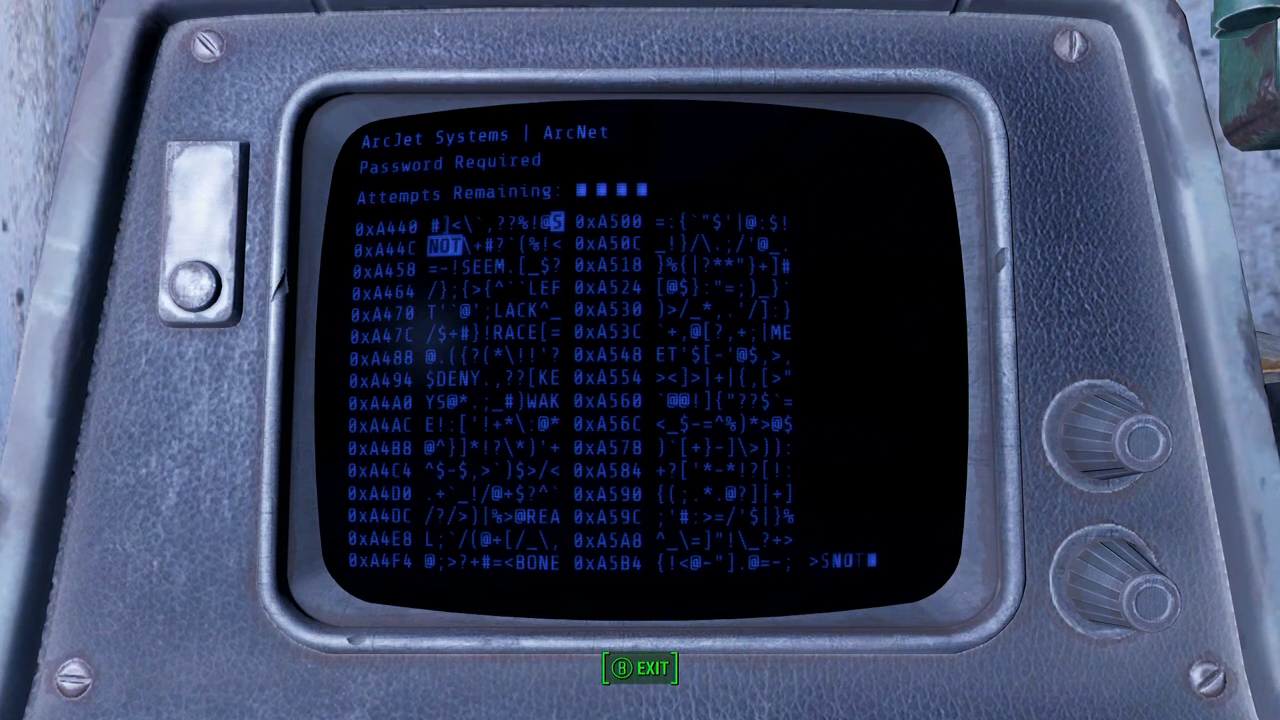 ArcJet Systems | ArcNet
Password Required
Attempts Remaining:
0xA440 #]<\`,??%!@S 0xA500 =:{`"$'|@:$!
0xA44C NOT\+#?`(%!< 0xA50C _!}/\.;/'@_.
0xA458 =-!SEEM.[_$? 0xA518 }%{|?**"}+]#
0xA464 /};{>{^``LEF 0xA524 [@$}:"=;)_}`
0xA470 T'`@';LACK^_ 0xA530 )>/_*,.'/]:}
0xA47C /$+#}!RACE[= 0xA53C `+,@[?,+;|ME
0xA488 @.({?(*\!!'? 0xA548 ET'$[-'@$,>,
0xA494 $DENY.,??[KE 0xA554 ><]>|+|{,[>"
0xA4A0 YS@*.;_#)WAK 0xA560 `@@!]{"??$`=
0xA4AC E!:['!+*\:@* 0xA56C <_$-=^%)*>@$
0xA4B8 @^}]*!?\*)'+ 0xA578 )`[+}-]\>)):
0xA4C4 ^$-$,>`)$>/< 0xA584 +?['*-*!?[!:
0xA4D0 .+`_!/@+$?^` 0xA590 {(;.*.@?]|+]
0xA4DC /?/>)|%>@REA 0xA59C ;'#:>=/'$|}%
0xA4E8 L;`/(@+[/_\, 0xA5A8 ^_\=]"!\_?+>
0xA4F4 @;>?+#=<BONE 0xA5B4 {!<@-"].@=-; >SNOT
B EXIT